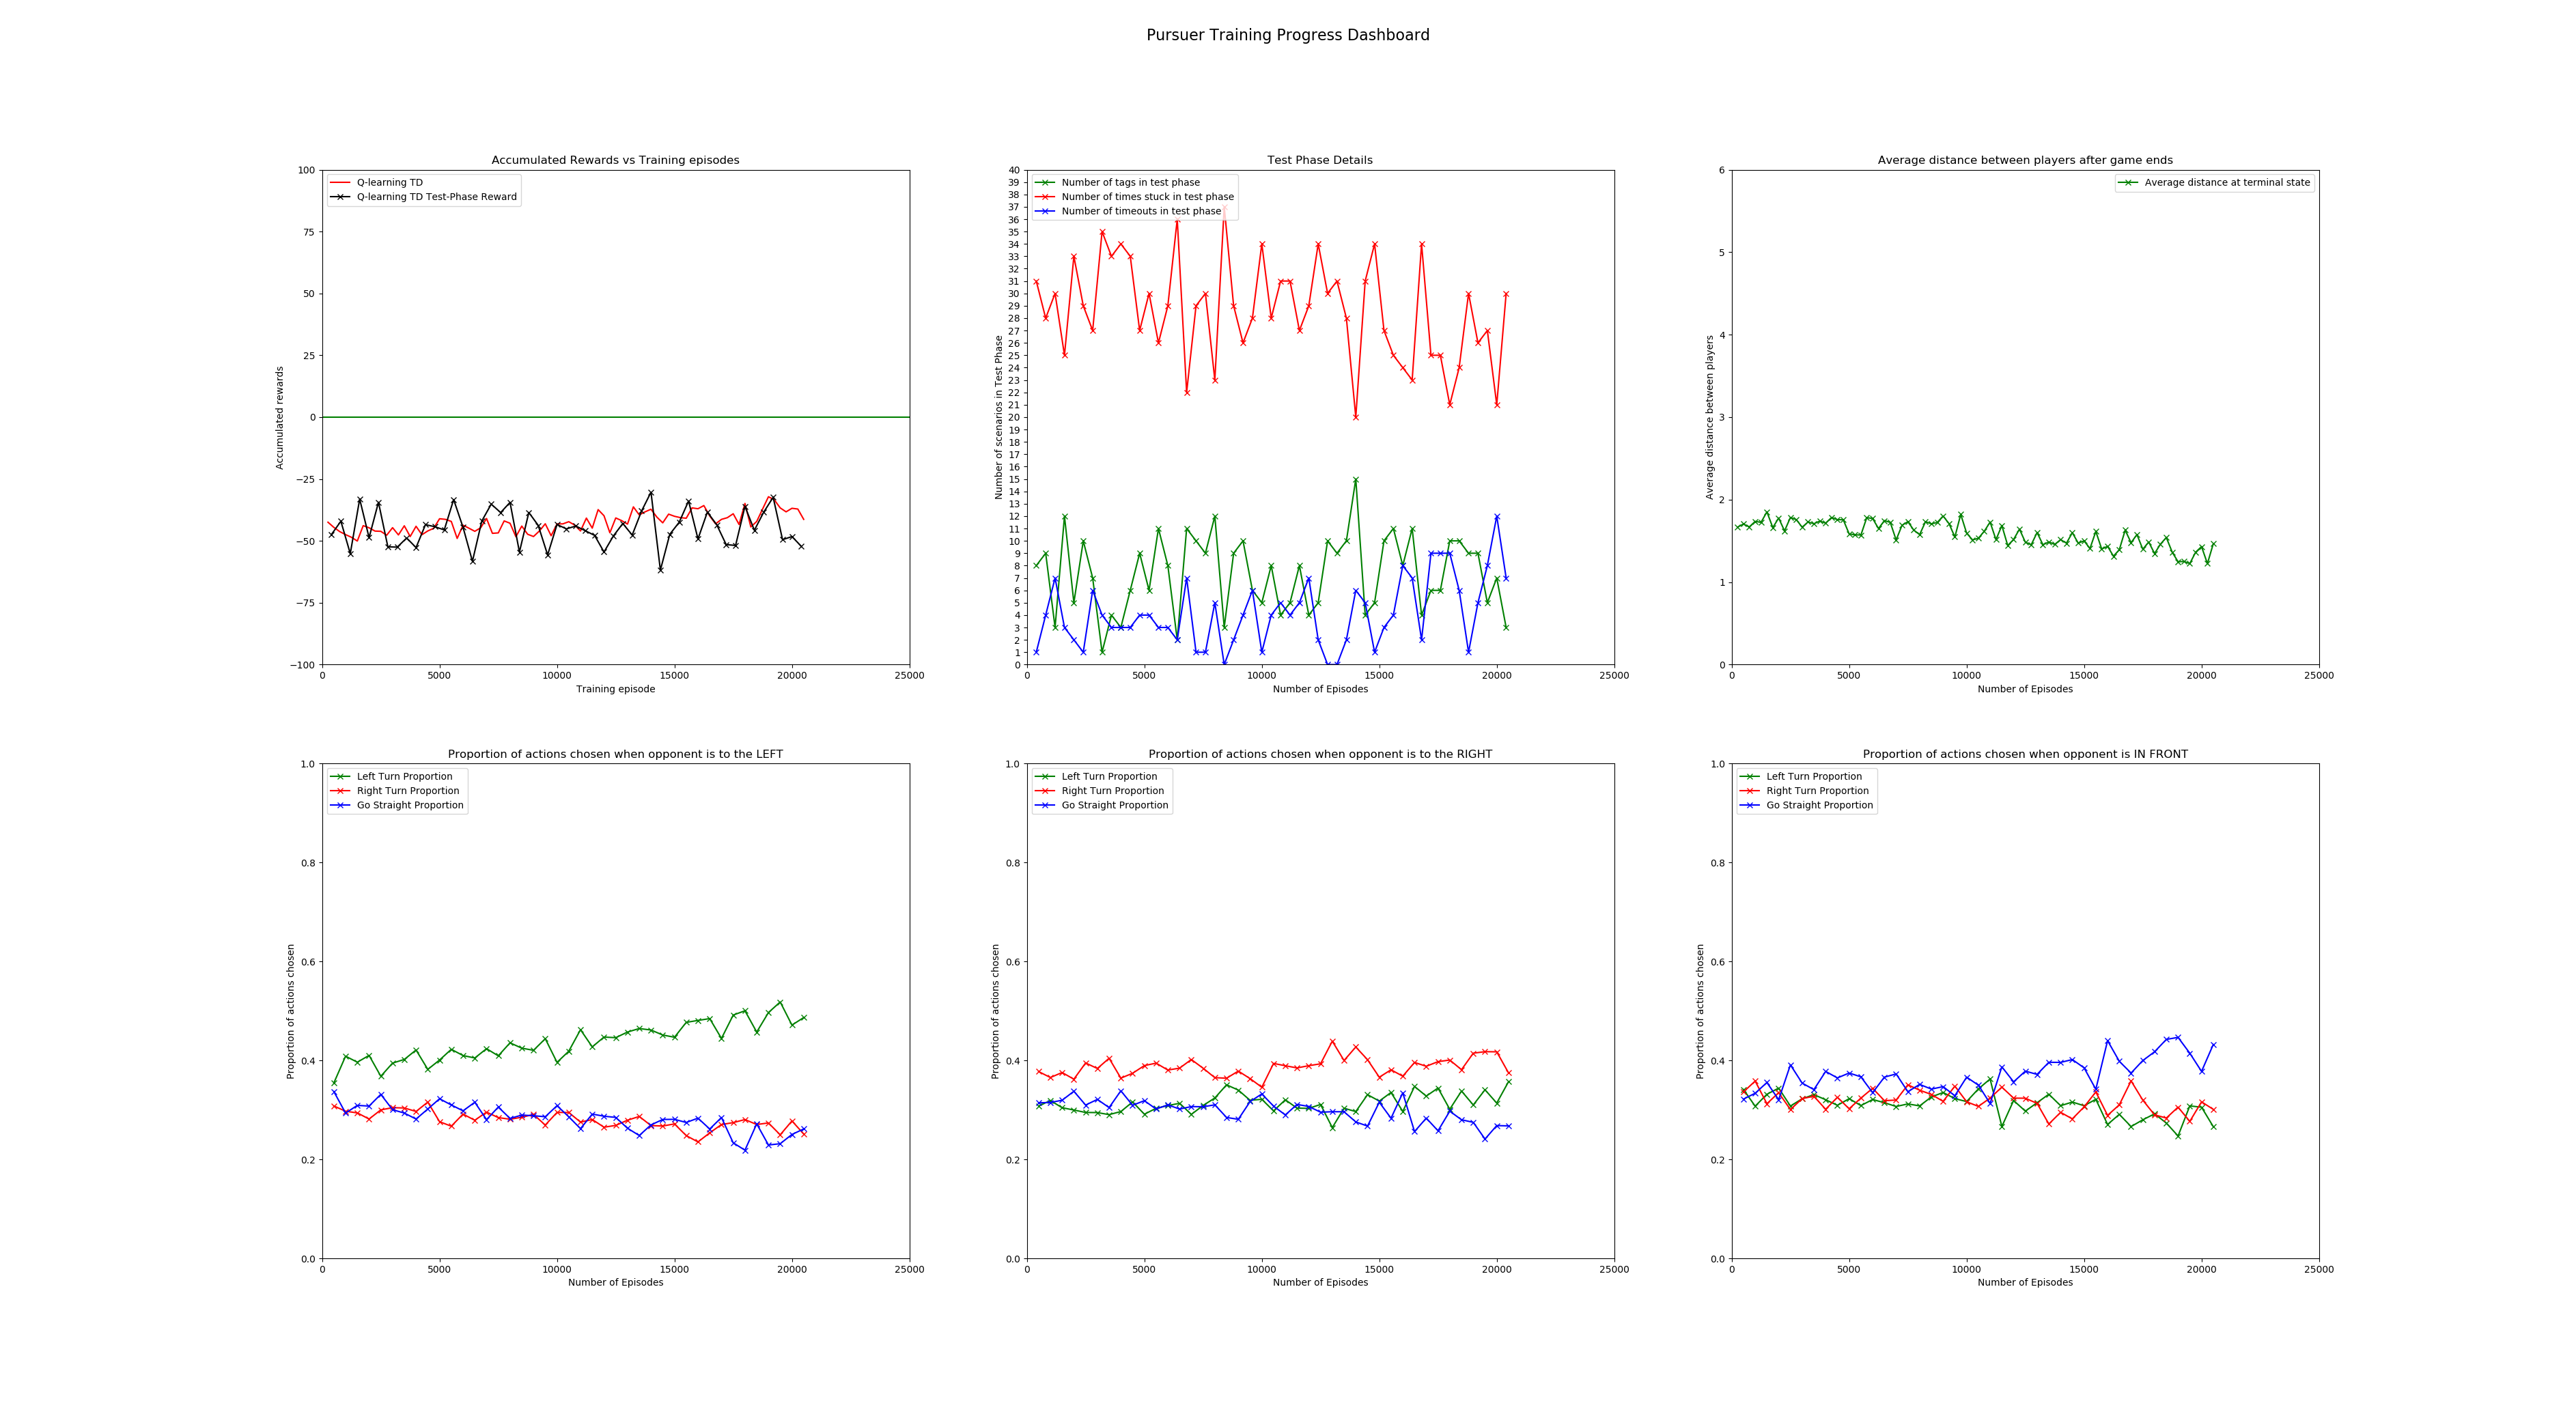 Pursuer Training Progress Dashboard
Accumulated Rewards vs Training episodes
Q-learning TD
Q-learning TD Test-Phase Reward
100
75
50
25
0
−25
−50
−75
−100
Accumulated rewards
0 5000 10000 15000 20000 25000
Training episode
Test Phase Details
Number of tags in test phase
Number of times stuck in test phase
Number of timeouts in test phase
40
39
38
37
36
35
34
33
32
31
30
29
28
27
26
25
24
23
22
21
20
19
18
17
16
15
14
13
12
11
10
9
8
7
6
5
4
3
2
1
0
Number of scenarios in Test Phase
0 5000 10000 15000 20000 25000
Number of Episodes
Average distance between players after game ends
Average distance at terminal state
6
5
4
3
2
1
0
Average distance between players
0 5000 10000 15000 20000 25000
Number of Episodes
Proportion of actions chosen when opponent is to the LEFT
Left Turn Proportion
Right Turn Proportion
Go Straight Proportion
1.0
0.8
0.6
0.4
0.2
0.0
Proportion of actions chosen
0 5000 10000 15000 20000 25000
Number of Episodes
Proportion of actions chosen when opponent is to the RIGHT
Left Turn Proportion
Right Turn Proportion
Go Straight Proportion
1.0
0.8
0.6
0.4
0.2
0.0
Proportion of actions chosen
0 5000 10000 15000 20000 25000
Number of Episodes
Proportion of actions chosen when opponent is IN FRONT
Left Turn Proportion
Right Turn Proportion
Go Straight Proportion
1.0
0.8
0.6
0.4
0.2
0.0
Proportion of actions chosen
0 5000 10000 15000 20000 25000
Number of Episodes